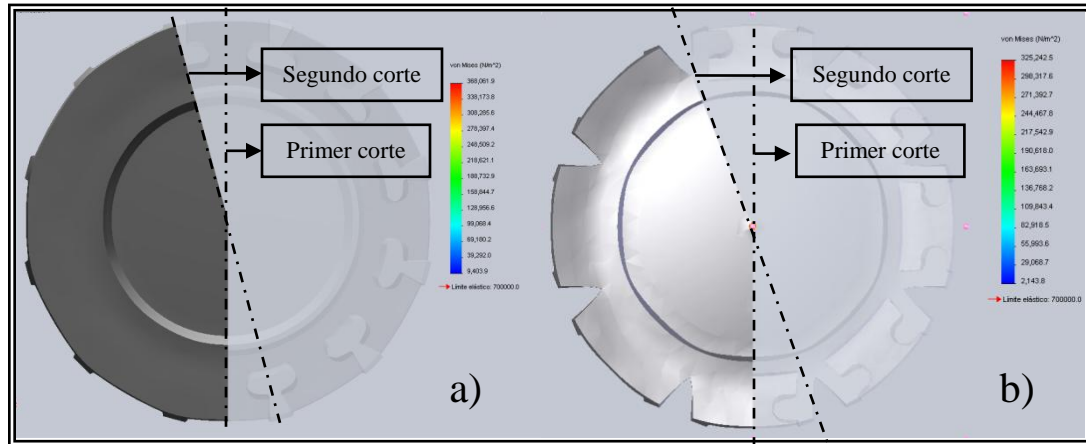 Segundo corte
Primer corte
von Mises (N/m^2)
368,061.9
338,173.8
308,285.6
278,397.4
248,509.2
218,621.1
188,732.9
158,844.7
128,956.6
99,068.4
69,180.2
39,292.0
9,403.9
Límite elástico: 700000.0
a)
Segundo corte
Primer corte
von Mises (N/m^2)
325,242.5
298,317.6
271,392.7
244,467.8
217,542.9
190,618.0
163,693.1
136,768.2
109,843.4
82,918.5
55,993.6
29,068.7
2,143.8
Límite elástico: 700000.0
b)